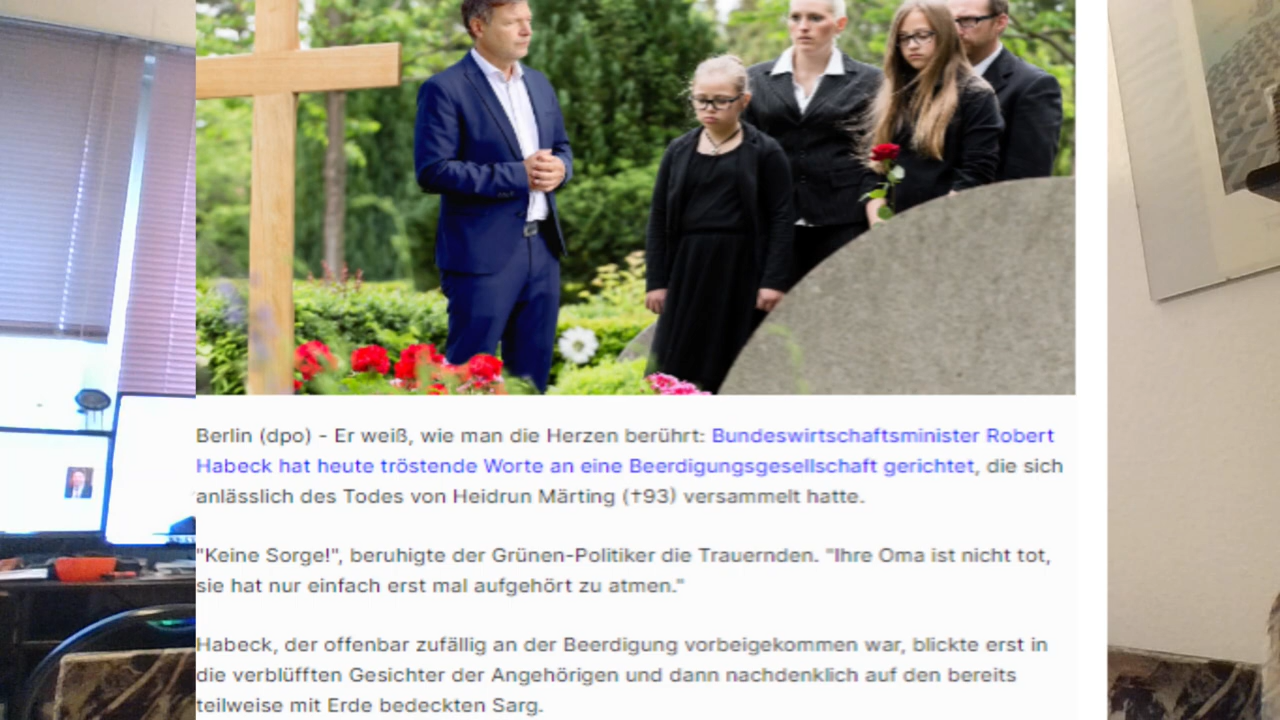 Berlin (dpo) - Er weiß, wie man die Herzen berührt: Bundeswirtschaftsminister Robert
Habeck hat heute tröstende Worte an eine Beerdigungsgesellschaft gerichtet, die sich
anlässlich des Todes von Heidrun Märting (†93) versammelt hatte.
"Keine Sorge!", beruhigte der Grünen-Politiker die Trauernden. "Ihre Oma ist nicht tot,
sie hat nur einfach erst mal aufgehört zu atmen."
Habeck, der offenbar zufällig an der Beerdigung vorbeigekommen war, blickte erst in
die verblüfften Gesichter der Angehörigen und dann nachdenklich auf den bereits
teilweise mit Erde bedeckten Sarg.